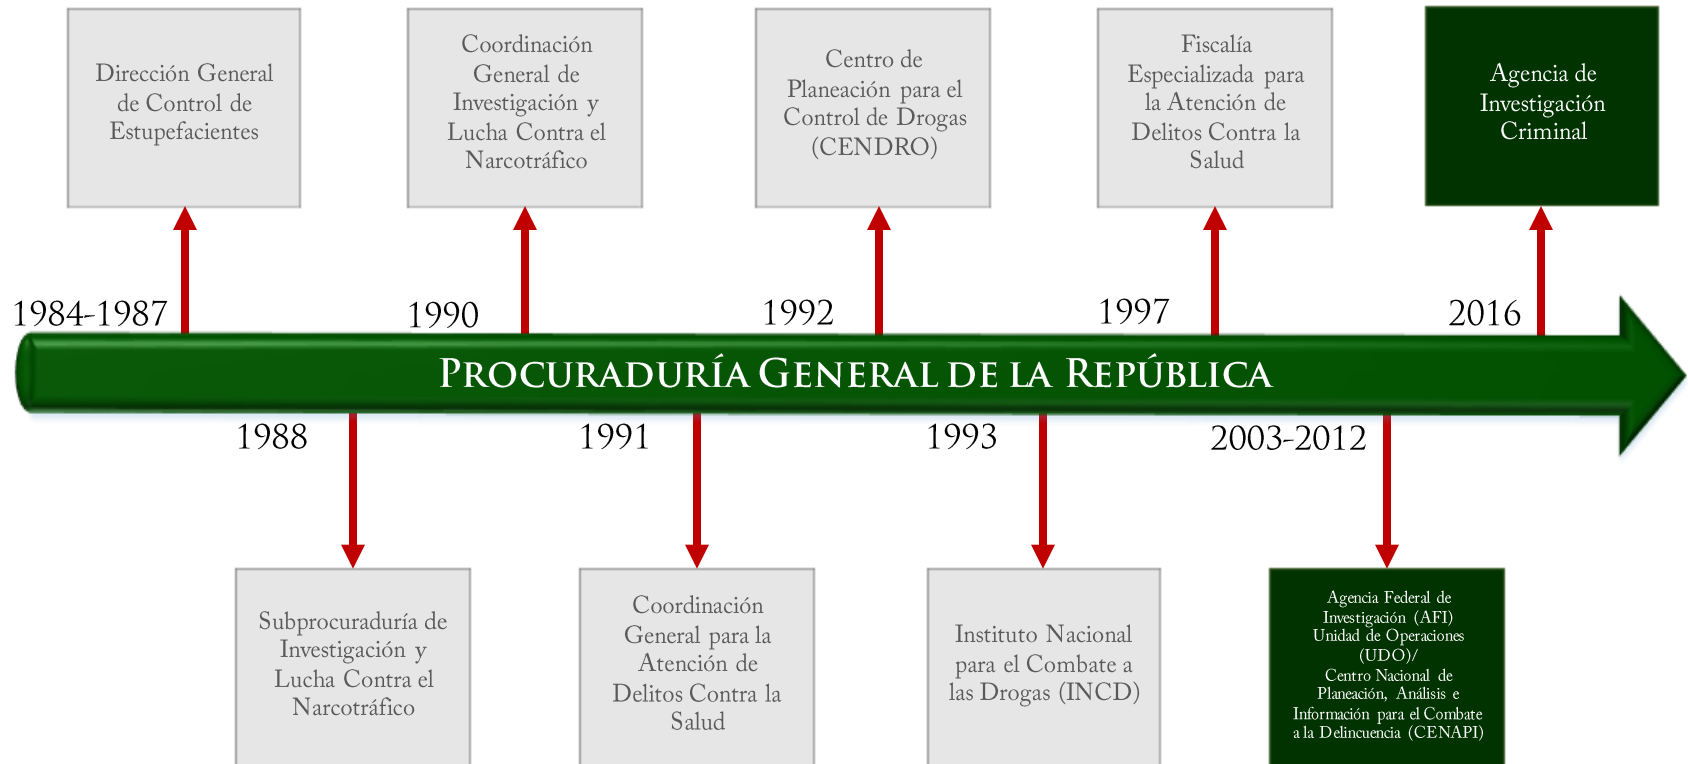 Dirección General
de Control de
Estupefacientes
Coordinación
General de
Investigación y
Lucha Contra el
Narcotráfico
Centro de
Planeación para el
Control de Drogas
(CENDRO)
Fiscalía
Especializada para
la Atención de
Delitos Contra la
Salud
Agencia de
Investigación
Criminal
1984-1987
1990
1992
1997
2016
PROCURADURÍA GENERAL DE LA REPÚBLICA
1988
1991
1993
2003-2012
Subprocuraduría de
Investigación y
Lucha Contra el
Narcotráfico
Coordinación
General para la
Atención de
Delitos Contra la
Salud
Instituto Nacional
para el Combate a
las Drogas (INCD)
Agencia Federal de
Investigación (AFI)
Unidad de Operaciones
(UDO)/
Centro Nacional de
Planeación, Análisis e
Información para el Combate
a la Delincuencia (CENAPI)